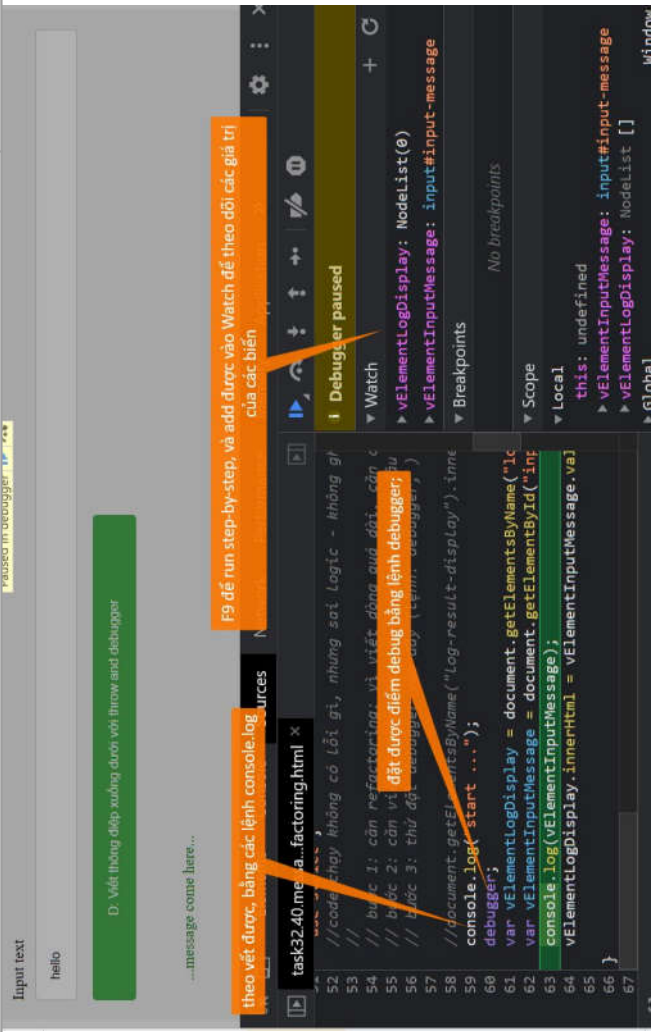 Paused in debugger
Input text
hello
D: Viết thông điệp xuống dưới với throw and debugger
...message come here...
theo vết được, bằng các lệnh console.log
F9 để run step-by-step, và add được vào Watch để theo dõi các giá trị
của các biến
task32.40.messa...factoring.html ×
52 //code chạy không có lỗi gì, nhưng sai logic - không gh
53 //
54 // bước 1: cần refactoring: vì viết dòng quá dài, cần c
55 // bước 2: cần vi
56 // bước 3: thử đặt debugger
57
đặt được điểm debug bằng lệnh debugger;
58 //document.getElementsByName("log-result-display").inne
59 console.log(" start ...");
60 debugger;
61 var vElementLogDisplay = document.getElementsByName("lo
62 var vElementInputMessage = document.getElementById("inp
63 console.log(vElementInputMessage);
64 vElementLogDisplay.innerHtml = vElementInputMessage.val
65
66 }
67
Debugger paused
Watch
vElementLogDisplay: NodeList(0)
vElementInputMessage: input#input-message
Breakpoints
No breakpoints
Scope
Local
this: undefined
vElementInputMessage: input#input-message
vElementLogDisplay: NodeList []
Global
Window